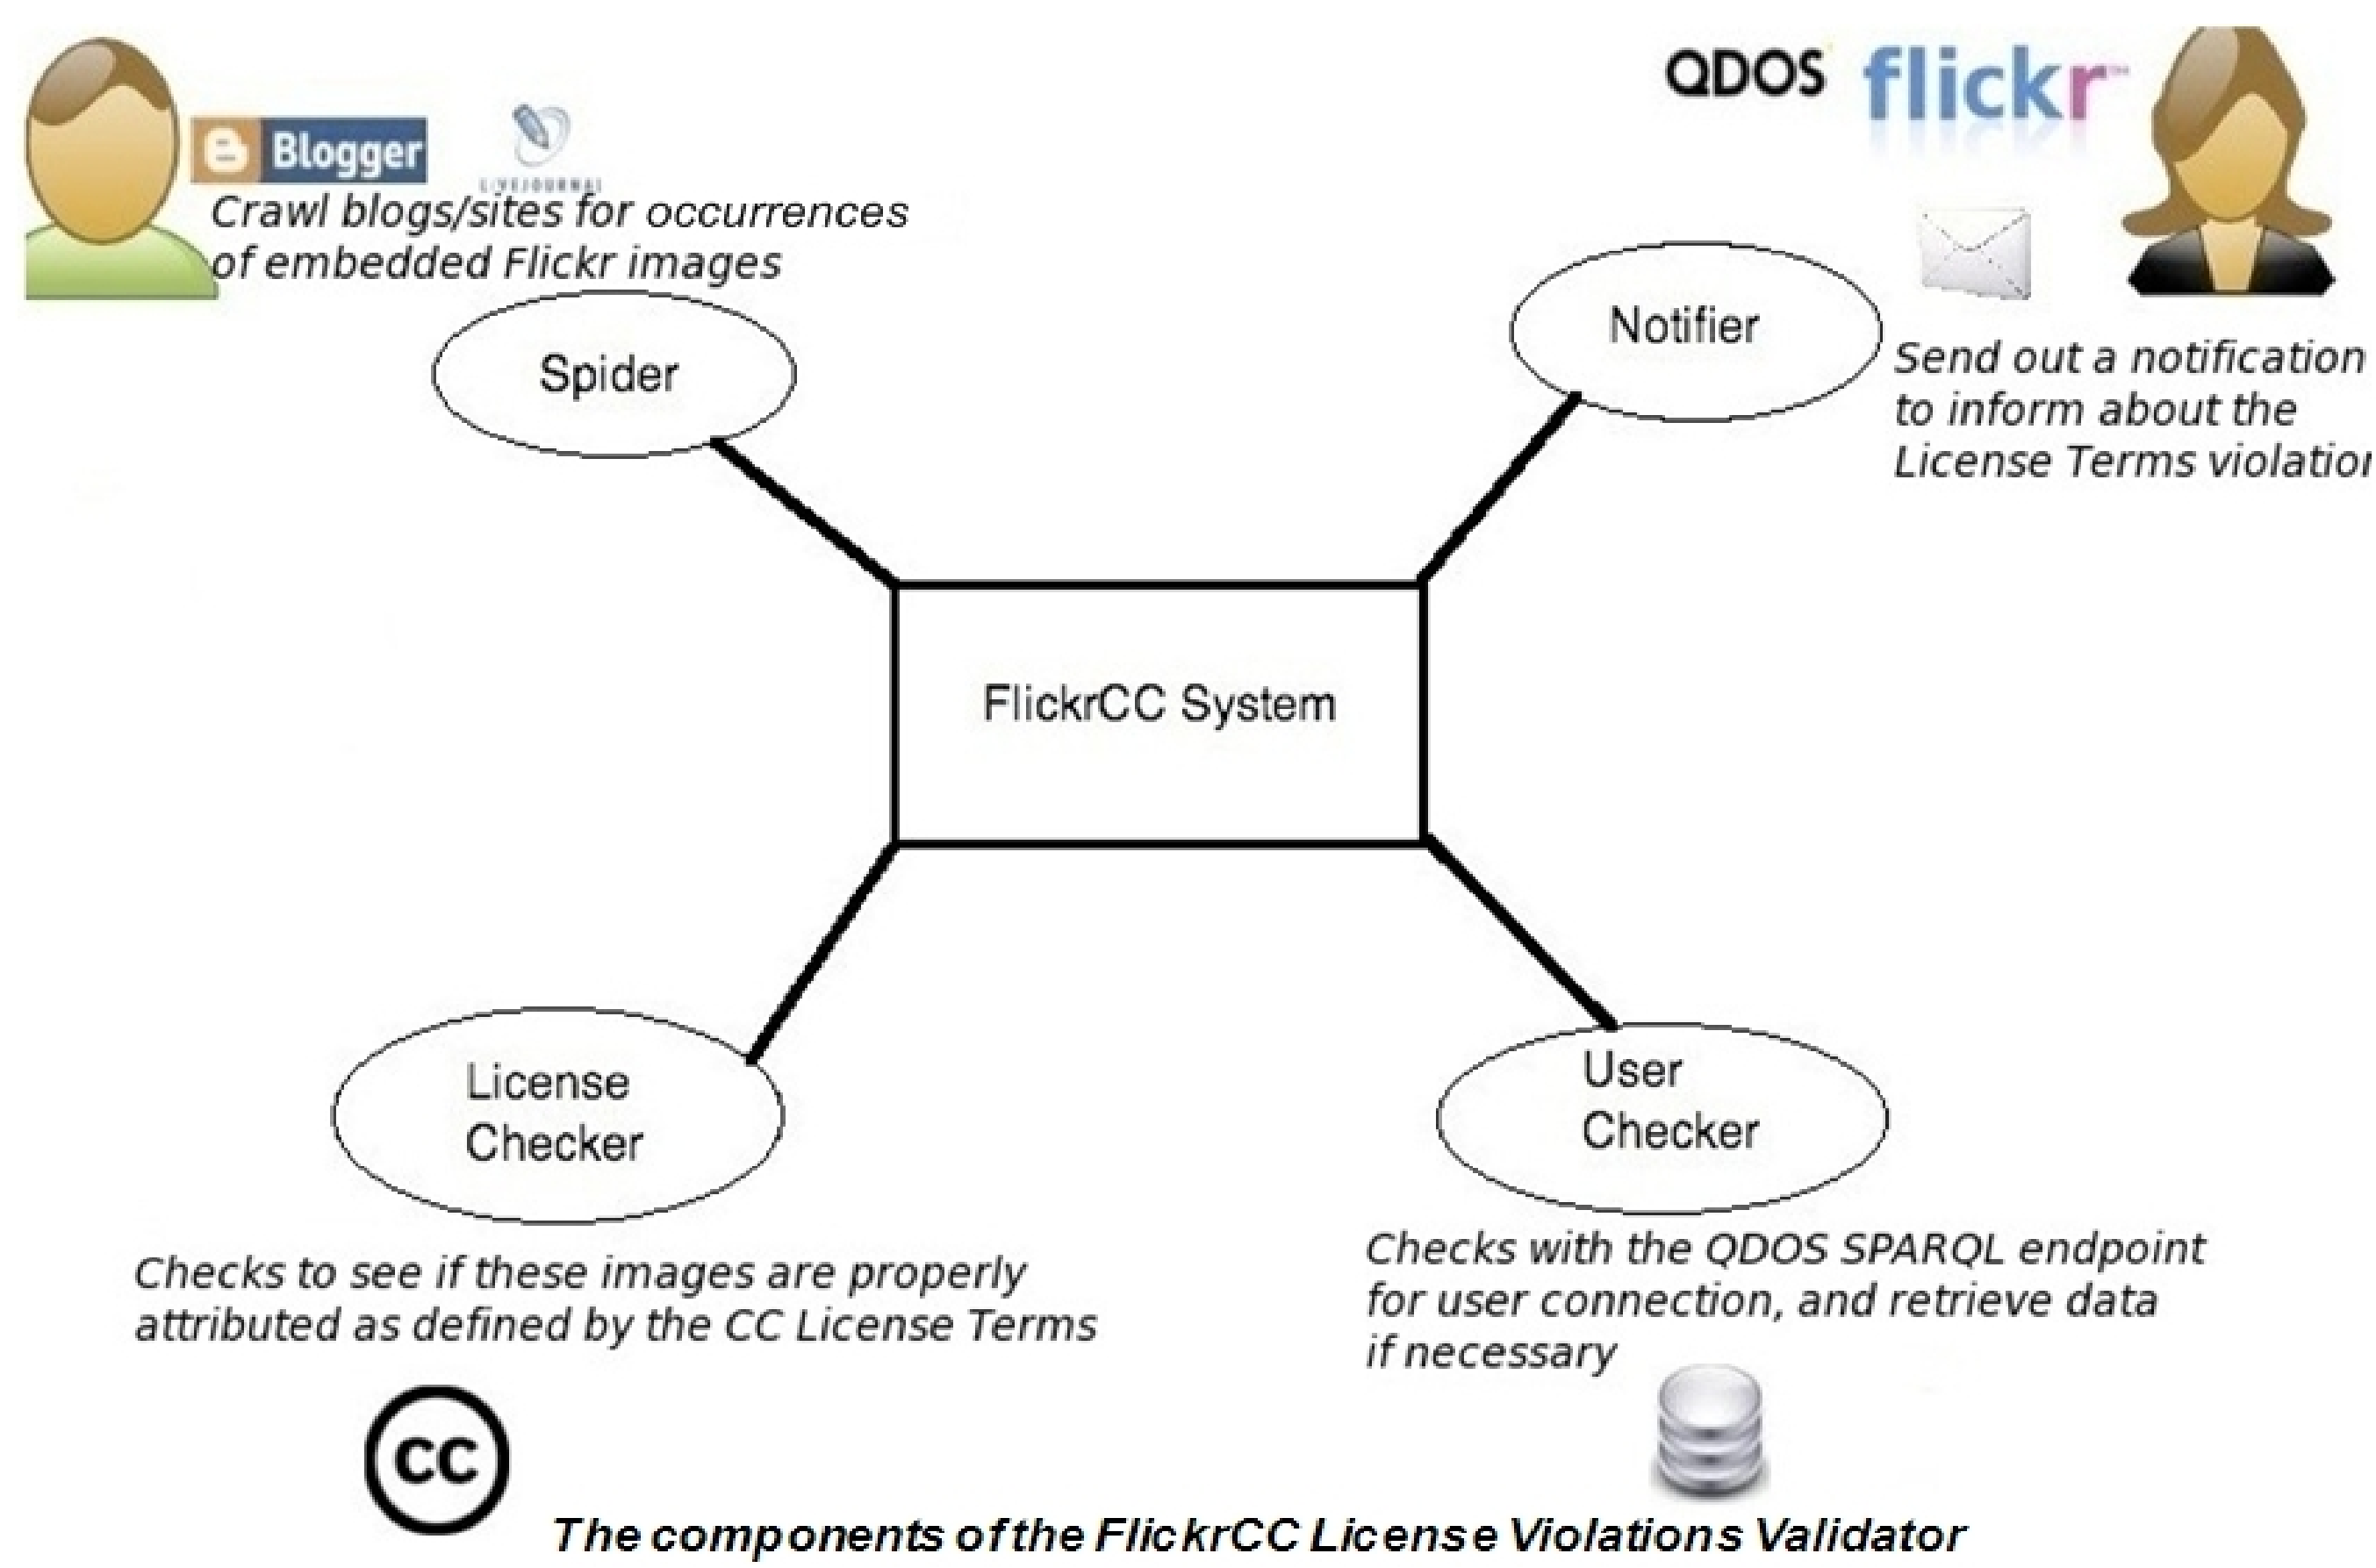 Blogger
LIVEJOURNAL
Crawl blogs/sites for occurrences
of embedded Flickr images
Spider
QDOS flickr™
Notifier
Send out a notification
to inform about the
License Terms violation
FlickrCC System
License
Checker
Checks to see if these images are properly
attributed as defined by the CC License Terms
cc
User
Checker
Checks with the QDOS SPARQL endpoint
for user connection, and retrieve data
if necessary
The components of the FlickrCC License Violations Validator